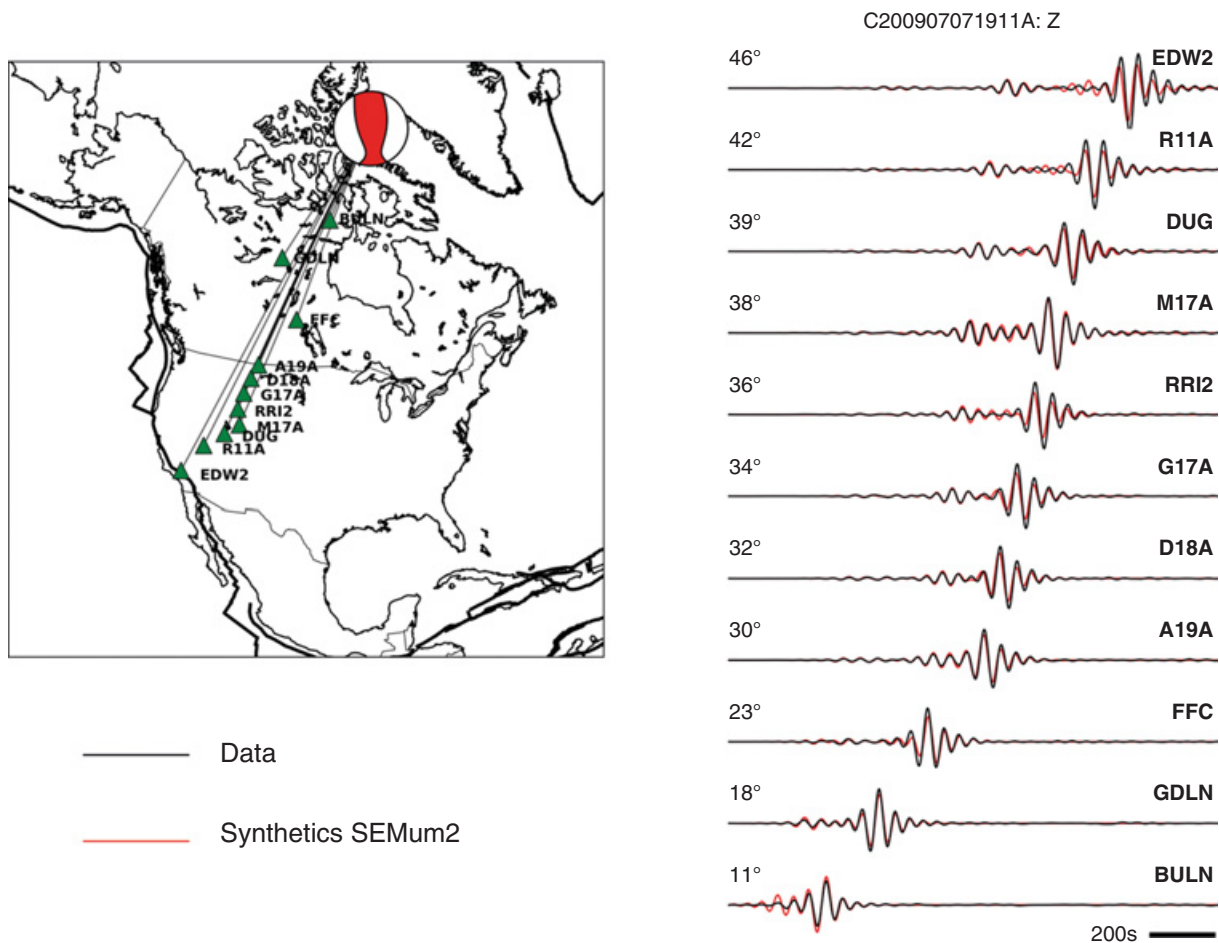 C200907071911A: Z
BULN
GDLN
FFC
A19A
D18A
G17A
RRI2
M17A
DUG
R11A
EDW2
Data
Synthetics SEMum2
46° EDW2
42° R11A
39° DUG
38° M17A
36° RRI2
34° G17A
32° D18A
30° A19A
23° FFC
18° GDLN
11° BULN
200s